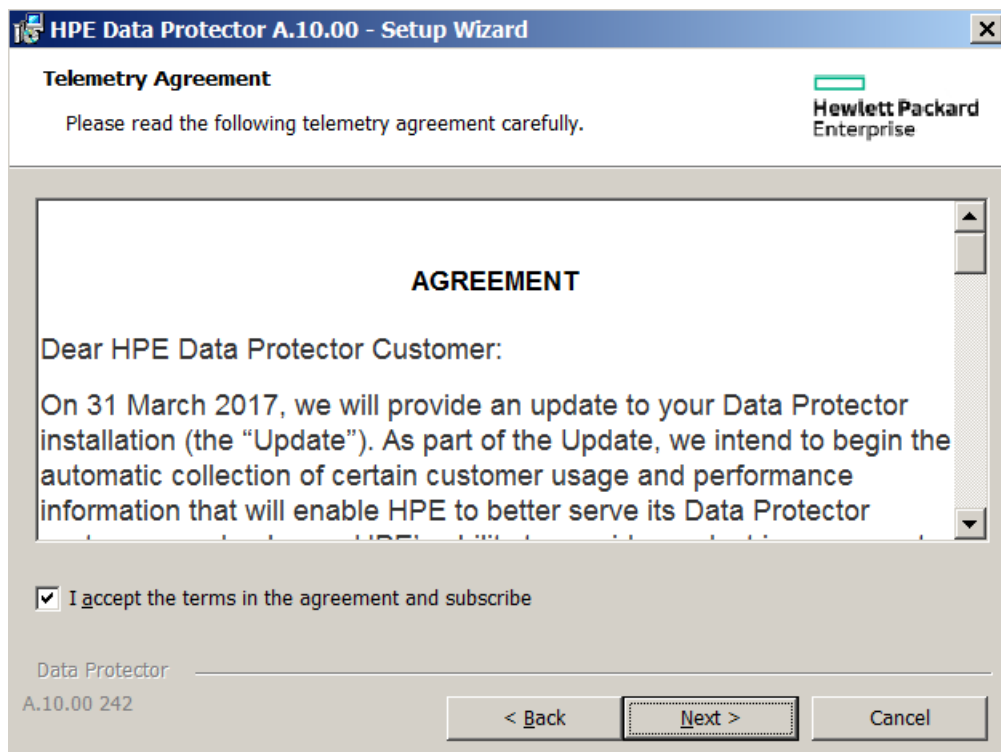 HPE Data Protector A.10.00 - Setup Wizard
Telemetry Agreement
Please read the following telemetry agreement carefully.
Hewlett Packard
Enterprise
AGREEMENT
Dear HPE Data Protector Customer:
On 31 March 2017, we will provide an update to your Data Protector
installation (the “Update”). As part of the Update, we intend to begin the
automatic collection of certain customer usage and performance
information that will enable HPE to better serve its Data Protector
I accept the terms in the agreement and subscribe
Data Protector
A.10.00 242
< Back
Next >
Cancel